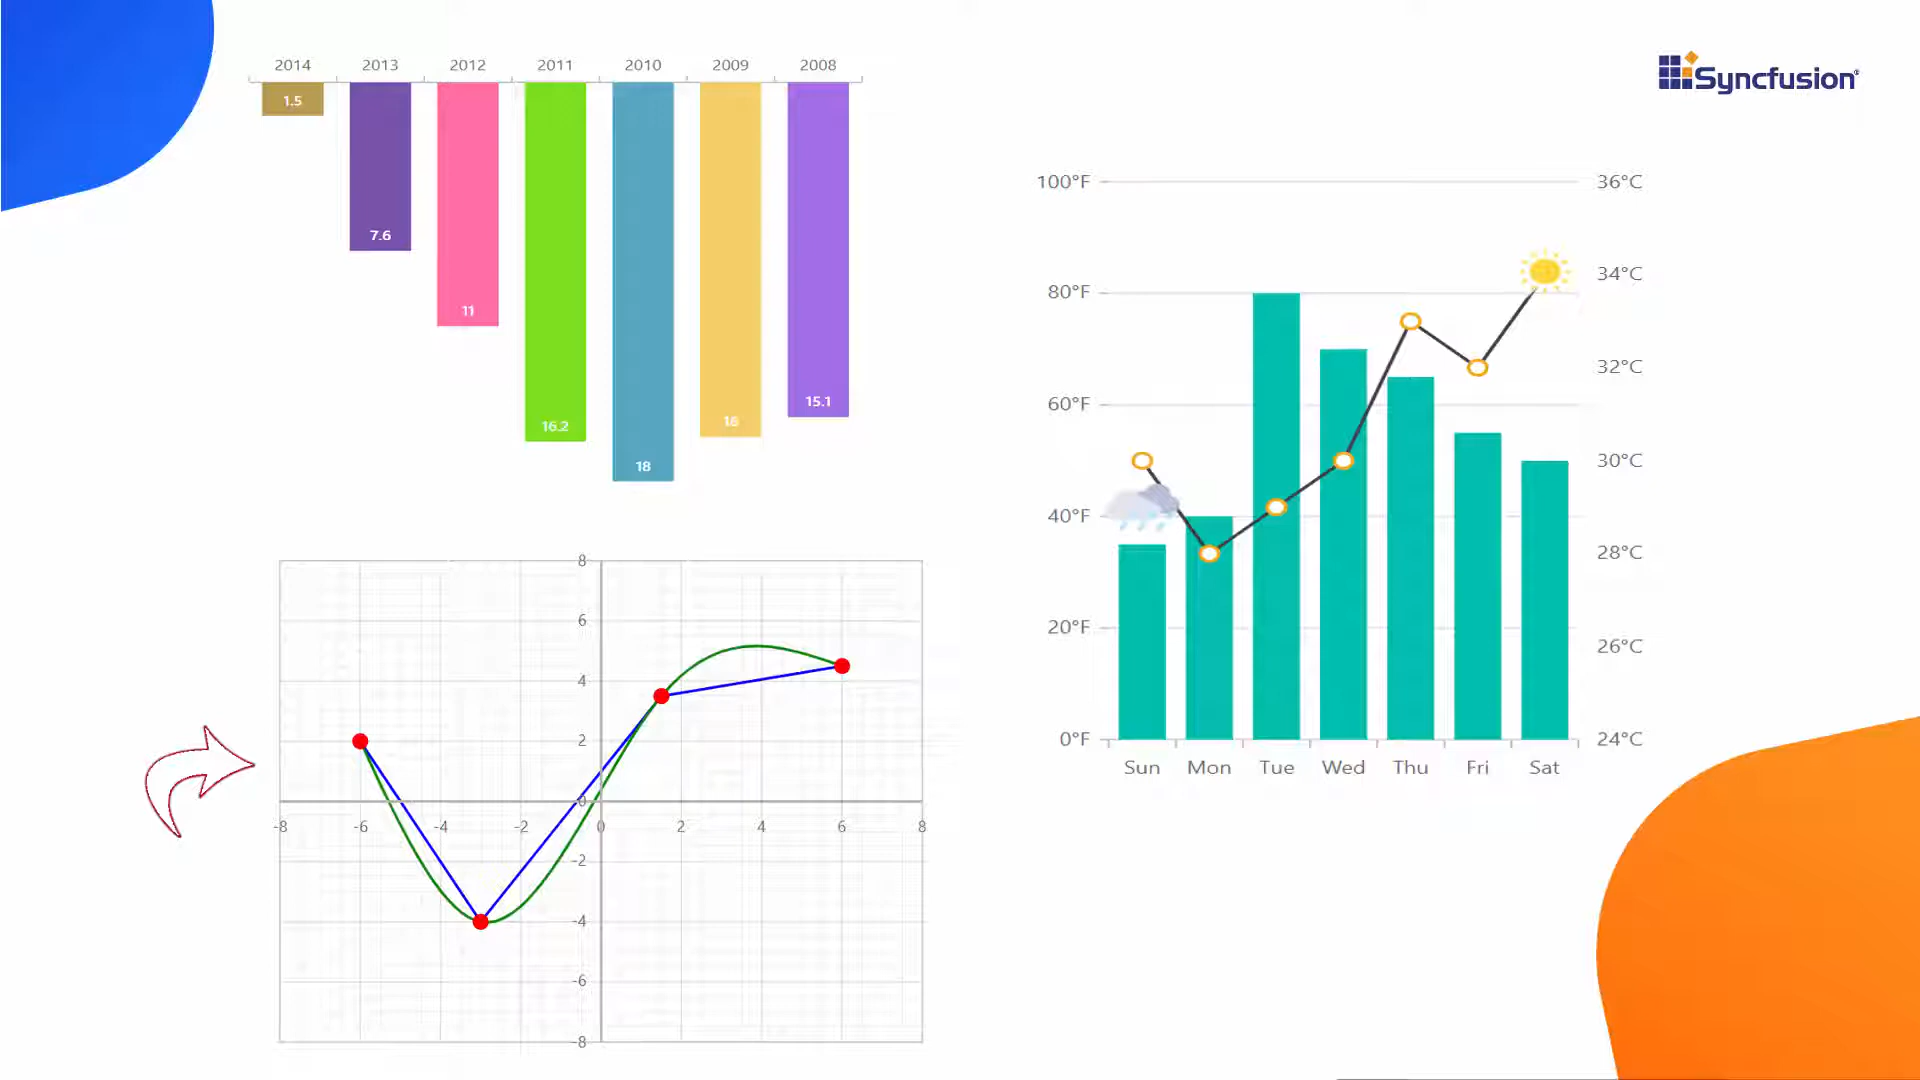 2014 2013 2012 2011 2010 2009 2008
1.5
7.6
11
16.2
18
16
15.1
Syncfusion
100°F 36°C
34°C
80°F
32°C
60°F
30°C
40°F
28°C
20°F
26°C
0°F 24°C
Sun Mon Tue Wed Thu Fri Sat
8
6
4
2
0
-8 -6 -4 -2 0 2 4 6 8
-2
-4
-6
-8